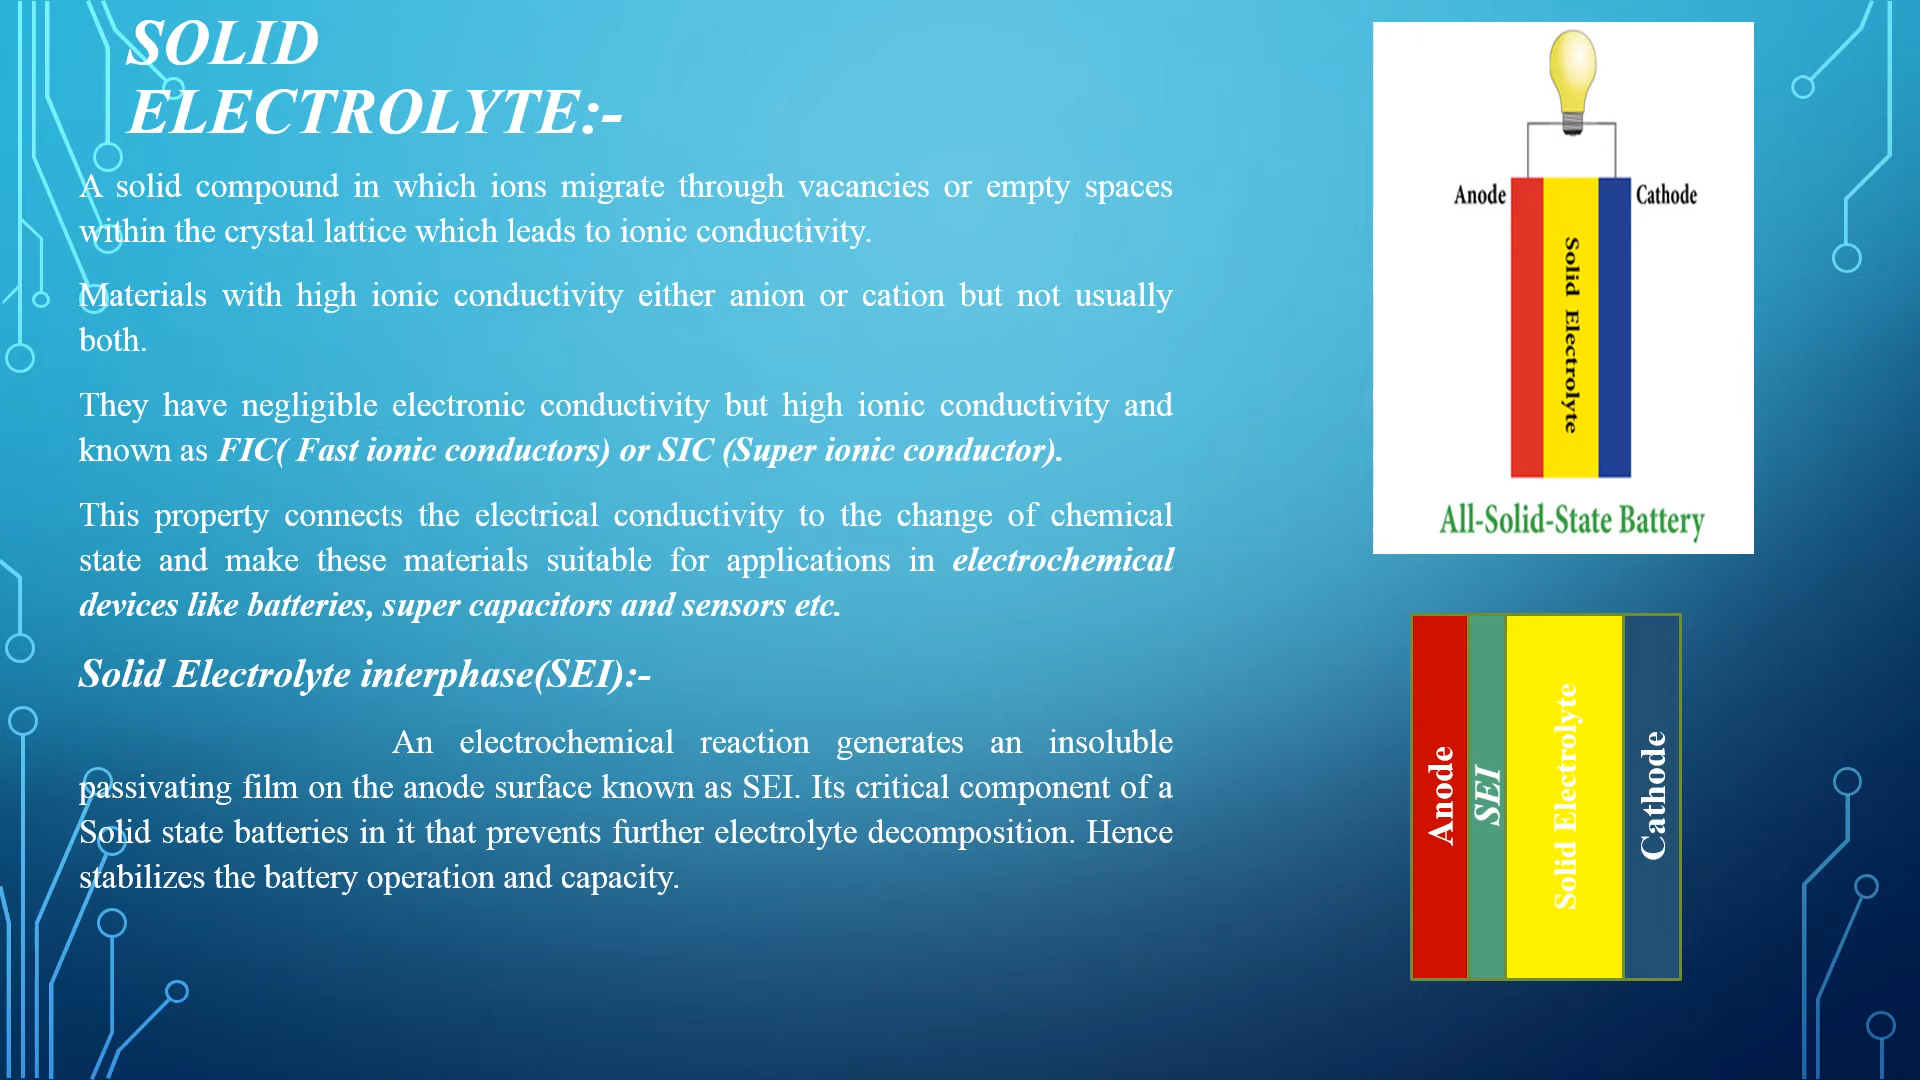 SOLID
ELECTROLYTE:-
A solid compound in which ions migrate through vacancies or empty spaces
within the crystal lattice which leads to ionic conductivity.
Materials with high ionic conductivity either anion or cation but not usually
both.
They have negligible electronic conductivity but high ionic conductivity and
known as FIC( Fast ionic conductors) or SIC (Super ionic conductor).
This property connects the electrical conductivity to the change of chemical
state and make these materials suitable for applications in electrochemical
devices like batteries, super capacitors and sensors etc.
Solid Electrolyte interphase(SEI):-
An electrochemical reaction generates an insoluble
passivating film on the anode surface known as SEI. Its critical component of a
Solid state batteries in it that prevents further electrolyte decomposition. Hence
stabilizes the battery operation and capacity.
Anode
Solid Electrolyte
Cathode
All-Solid-State Battery
Anode
SEI
Solid Electrolyte
Cathode